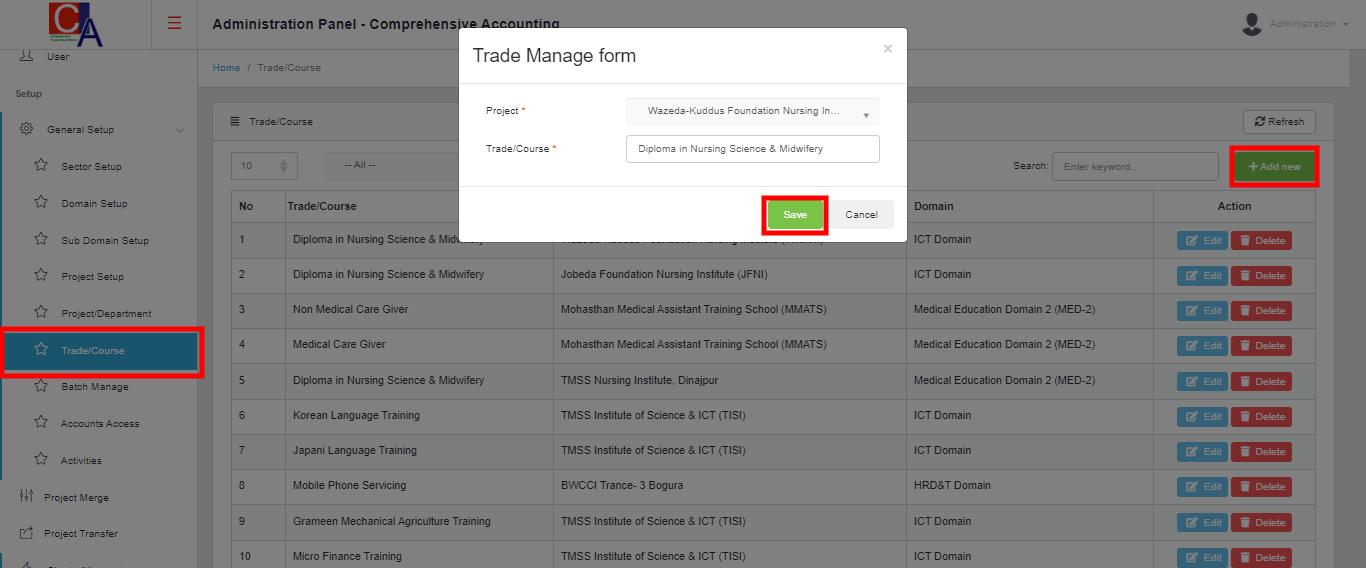 CA
Administration Panel - Comprehensive Accounting
Administration
User
Setup
General Setup
Sector Setup
Domain Setup
Sub Domain Setup
Project Setup
Project/Department
Trade/Course
Batch Manage
Accounts Access
Activities
Project Merge
Project Transfer
Home / Trade/Course
Trade/Course
Refresh
10
-- All --
Search:
Enter keyword...
Add new
Trade Manage form
×
Project *
Wazeda-Kuddus Foundation Nursing In...
Trade/Course *
Diploma in Nursing Science & Midwifery
Save
Cancel
No Trade/Course Domain Action
1 Diploma in Nursing Science & Midwifery ICT Domain Edit Delete
2 Diploma in Nursing Science & Midwifery Jobeda Foundation Nursing Institute (JFNI) ICT Domain Edit Delete
3 Non Medical Care Giver Mohasthan Medical Assistant Training School (MMATS) Medical Education Domain 2 (MED-2) Edit Delete
4 Medical Care Giver Mohasthan Medical Assistant Training School (MMATS) Medical Education Domain 2 (MED-2) Edit Delete
5 Diploma in Nursing Science & Midwifery TMSS Nursing Institute, Dinajpur Medical Education Domain 2 (MED-2) Edit Delete
6 Korean Language Training TMSS Institute of Science & ICT (TISI) ICT Domain Edit Delete
7 Japani Language Training TMSS Institute of Science & ICT (TISI) ICT Domain Edit Delete
8 Mobile Phone Servicing BWCCI Trance- 3 Bogura HRD&T Domain Edit Delete
9 Grameen Mechanical Agriculture Training TMSS Institute of Science & ICT (TISI) ICT Domain Edit Delete
10 Micro Finance Training TMSS Institute of Science & ICT (TISI) ICT Domain Edit Delete